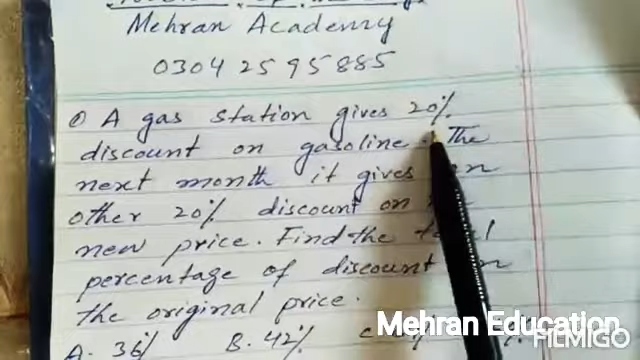 Mehran Academy
0304 2595885
A gas station gives 20%
discount on gasoline. The
next month it gives
other 20% discount on
new price. Find the
percentage of discount
the original price.
A. 36% B. 42%
Mehran Education
FILMIGO